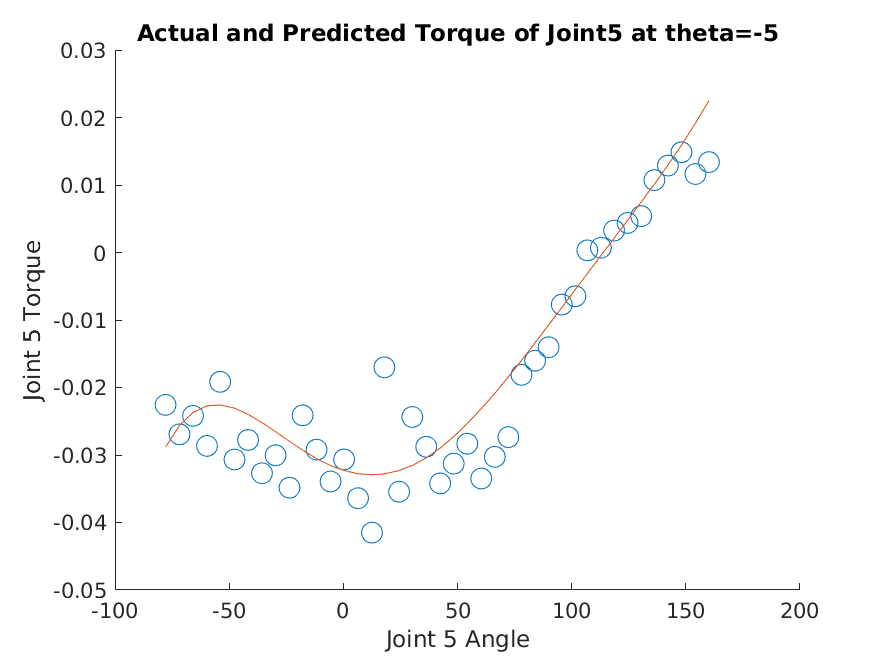 Actual and Predicted Torque of Joint5 at theta=-5
0.03
0.02
0.01
0
-0.01
-0.02
-0.03
-0.04
-0.05
Joint 5 Torque
-100 -50 0 50 100 150 200
Joint 5 Angle